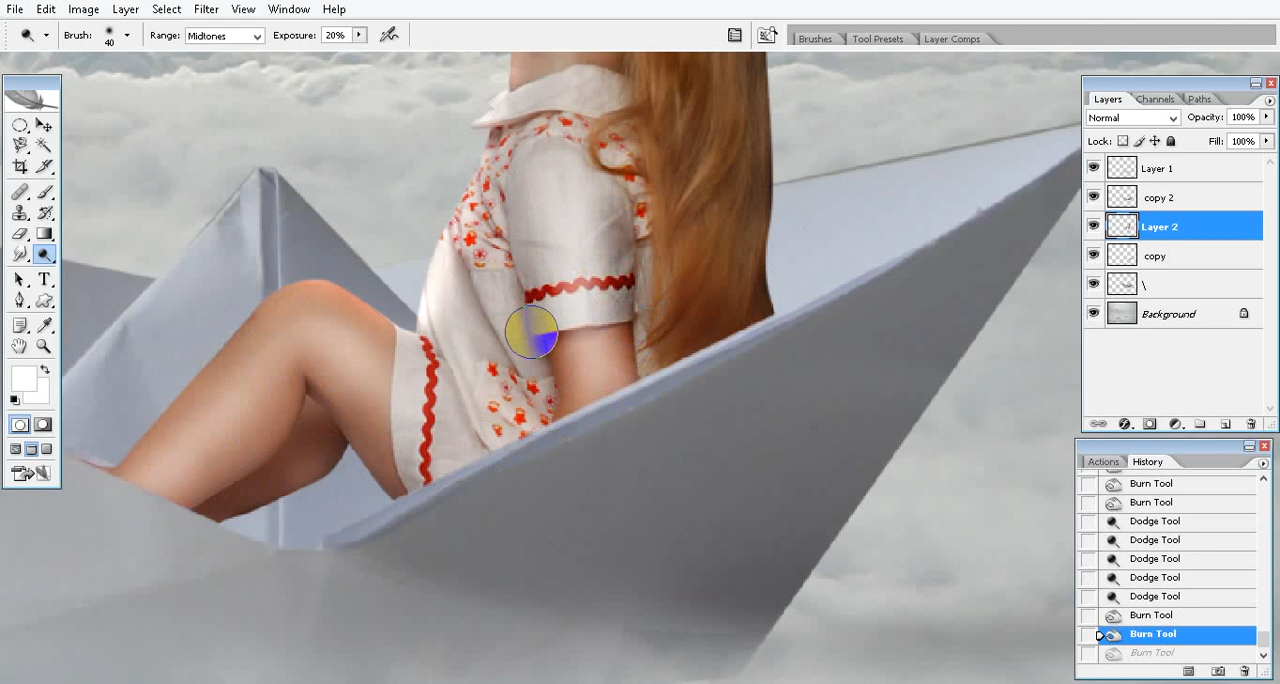 File Edit Image Layer Select Filter View Window Help
Brush: 40 Range: Midtones Exposure: 20% Brushes Tool Presets Layer Comps
Layers Channels Paths
Normal Opacity: 100%
Lock: Fill: 100%
Layer 1
copy 2
Layer 2
copy
\
Background
Actions History
Burn Tool
Burn Tool
Dodge Tool
Dodge Tool
Dodge Tool
Dodge Tool
Dodge Tool
Burn Tool
Burn Tool
Burn Tool
T